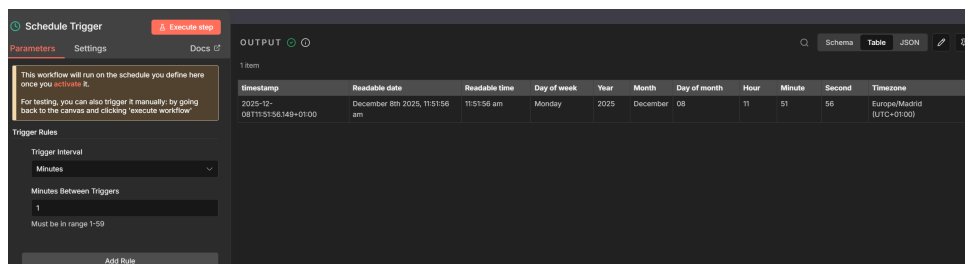 Schedule Trigger
Execute step
Parameters
Settings
Docs
This workflow will run on the schedule you define here
once you activate it.
For testing, you can also trigger it manually: by going
back to the canvas and clicking 'execute workflow'
Trigger Rules
Trigger Interval
Minutes
Minutes Between Triggers
1
Must be in range 1-59
Add Rule
OUTPUT
Schema
Table
JSON
1 item
timestamp Readable date Readable time Day of week Year Month Day of month Hour Minute Second Timezone
2025-12- December 8th 2025, 11:51:56 11:51:56 am Monday 2025 December 08 11 51 56 Europe/Madrid
08T11:51:56.149+01:00 am (UTC+01:00)